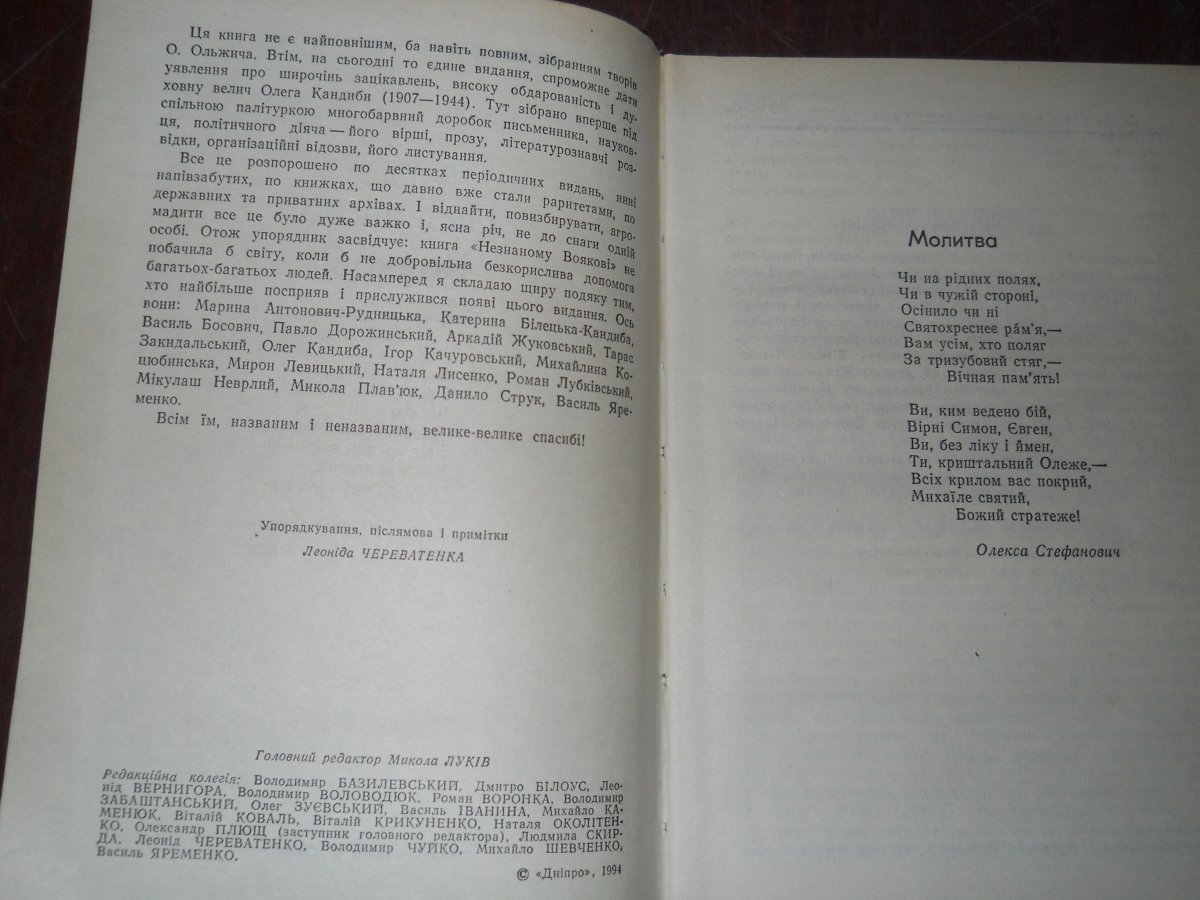 Ця книга не є найповнішим, ба навіть повним, зібранням творів
О. Ольжича. Втім, на сьогодні то єдине видання, спроможне дати
уявлення про широчінь зацікавлень, високу обдарованість і ду-
ховну велич Олега Кандиби (1907—1944). Тут зібрано вперше під
спільною палітуркою многобарвний доробок письменника, науков-
ця, політичного діяча — його вірші, прозу, літературознавчі роз-
відки, організаційні відозви, його листування.
Все це розпорошено по десятках періодичних видань, нині
напівзабутих, по книжках, що давно вже стали раритетами, по
державних та приватних архівах. І віднайти, повизбирувати, згро-
мадити все це було дуже важко і, ясна річ, не до снаги одній
особі. Отож упорядник засвідчує: книга «Незнаному Воякові» не
побачила б світу, коли б не добровільна безкорислива допомога
багатьох-багатьох людей. Насамперед я складаю щиру подяку тим,
хто найбільше посприяв і прислужився появі цього видання. Ось
вони: Марина Антонович-Рудницька, Катерина Білецька-Кандиба,
Василь Босович, Павло Дорожинський, Аркадій Жуковський, Тарас
Закидальський, Олег Кандиба, Ігор Качуровський, Михайлина Ко-
цюбинська, Мирон Левицький, Наталя Лисенко, Роман Лубківський,
Мікулаш Неврлий, Микола Плав'юк, Данило Струк, Василь Яре-
менко.
Всім їм, названим і неназваним, велике-велике спасибі!
Упорядкування, післямова і примітки
Леоніда ЧЕРЕВАТЕНКА
Головний редактор Микола ЛУКІВ
Редакційна колегія: Володимир БАЗИЛЕВСЬКИЙ, Дмитро БІЛОУС, Лео-
нід ВЕРНИГОРА, Володимир ВОЛОВОДЮК, Роман ВОРОНКА, Володимир
ЗАБАШТАНСЬКИЙ, Олег ЗУЄВСЬКИЙ, Василь ІВАНИНА, Михайло КА-
МЕНЮК, Віталій КОВАЛЬ, Віталій КРИКУНЕНКО, Наталя ОКОЛІТЕН-
КО, Олександр ПЛЮЩ (заступник головного редактора), Людмила СКИР-
ДА, Леонід ЧЕРЕВАТЕНКО, Володимир ЧУЙКО, Михайло ШЕВЧЕНКО,
Василь ЯРЕМЕНКО.
© «Дніпро», 1994
Молитва
Чи на рідних полях,
Чи в чужій стороні,
Осінило чи ні
Святохреснеє ра́м'я,—
Вам усім, хто поляг
За тризубовий стяг,—
Вічная пам'ять!
Ви, ким ведено бій,
Вірні Симон, Євген,
Ви, без ліку і ймен,
Ти, криштальний Олеже,—
Всіх крилом вас покрий,
Михаїле святий,
Божий стратеже!
Олекса Стефанович